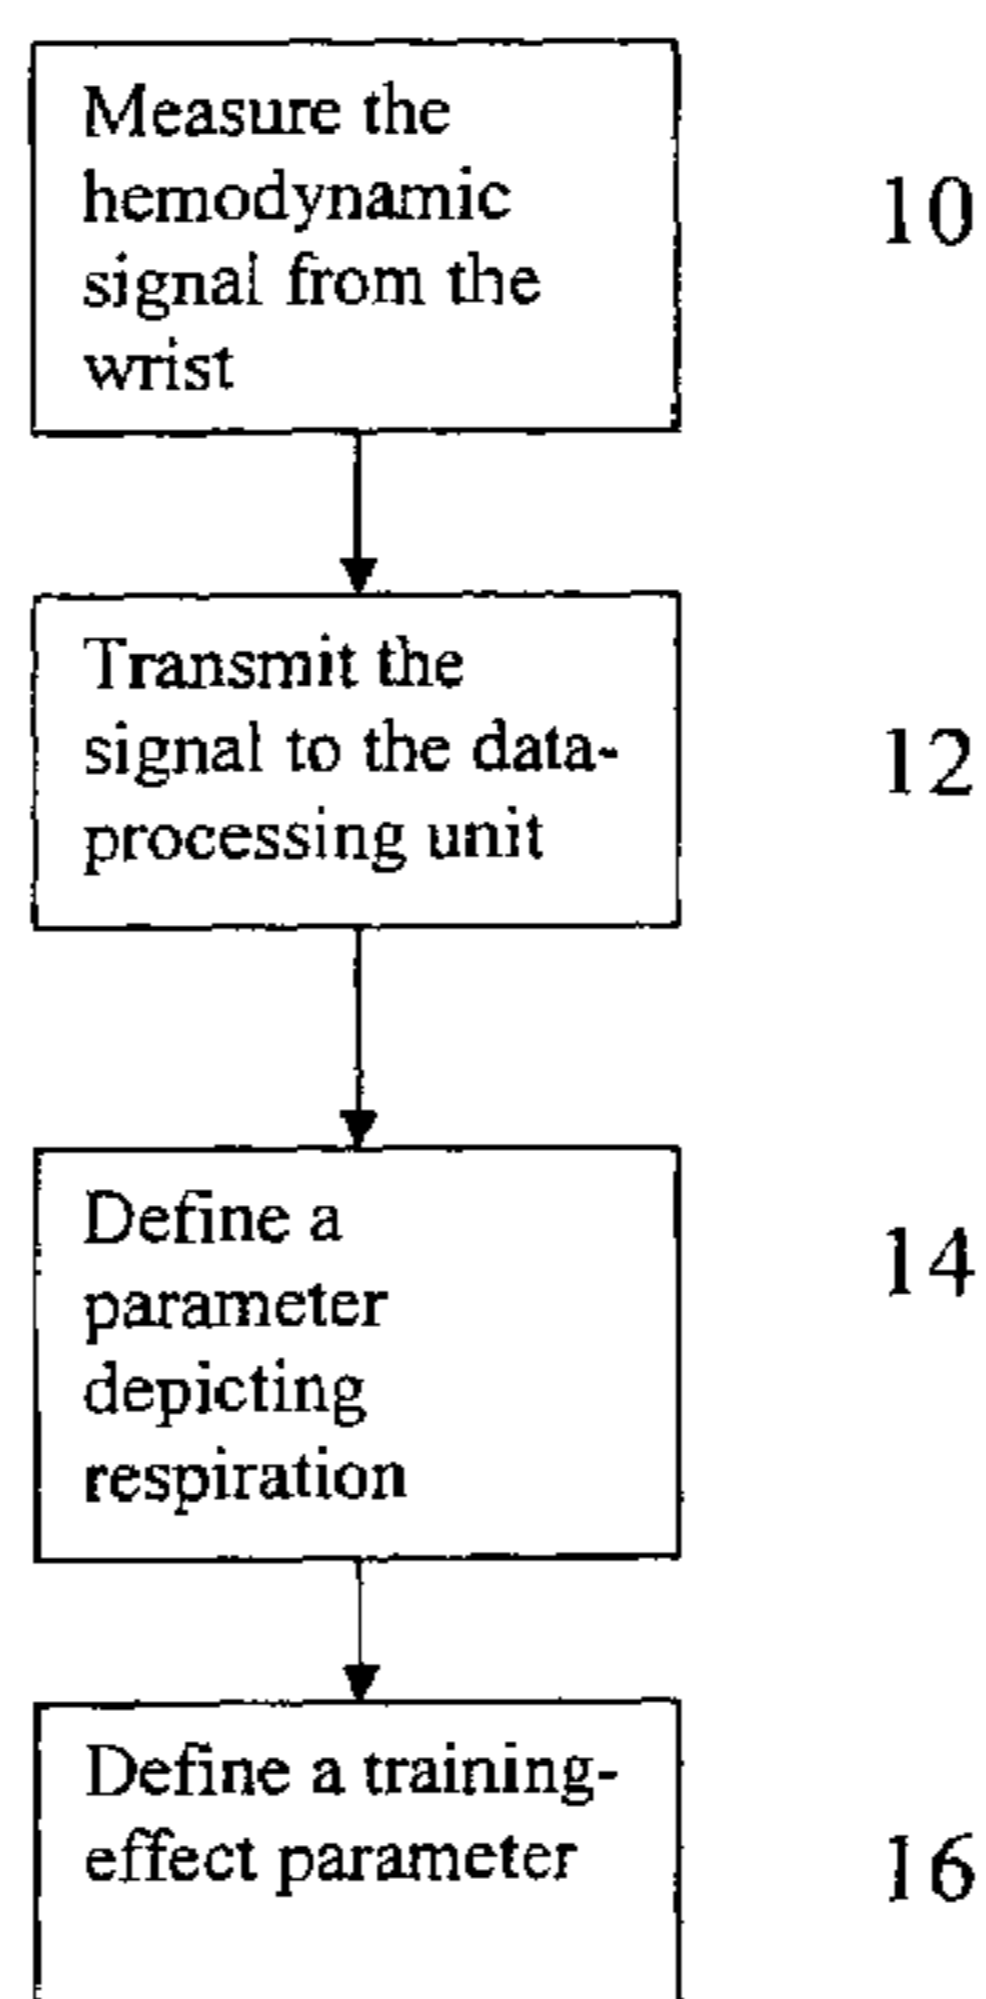 Measure the
hemodynamic
signal from the
wrist
10
Transmit the
signal to the data-
processing unit
12
Define a
parameter
depicting
respiration
14
Define a training-
effect parameter
16